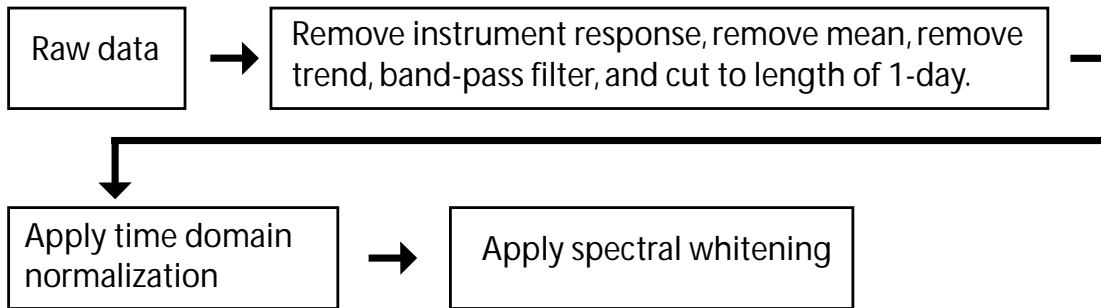 Raw data
Remove instrument response, remove mean, remove
trend, band-pass filter, and cut to length of 1-day.
Apply time domain
normalization
Apply spectral whitening